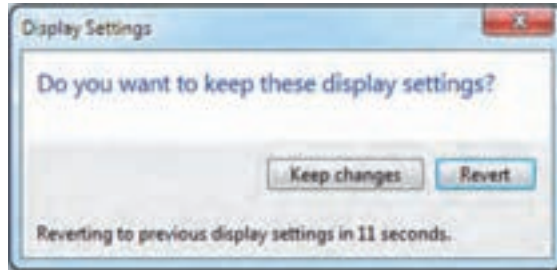 Display Settings
Do you want to keep these display settings?
Keep changes Revert
Reverting to previous display settings in 11 seconds.